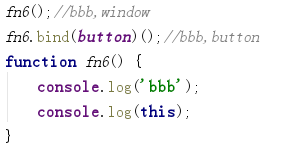 fn6();//bbb,window
fn6.bind(button)();//bbb,button
function fn6() {
    console.log('bbb');
    console.log(this);
}